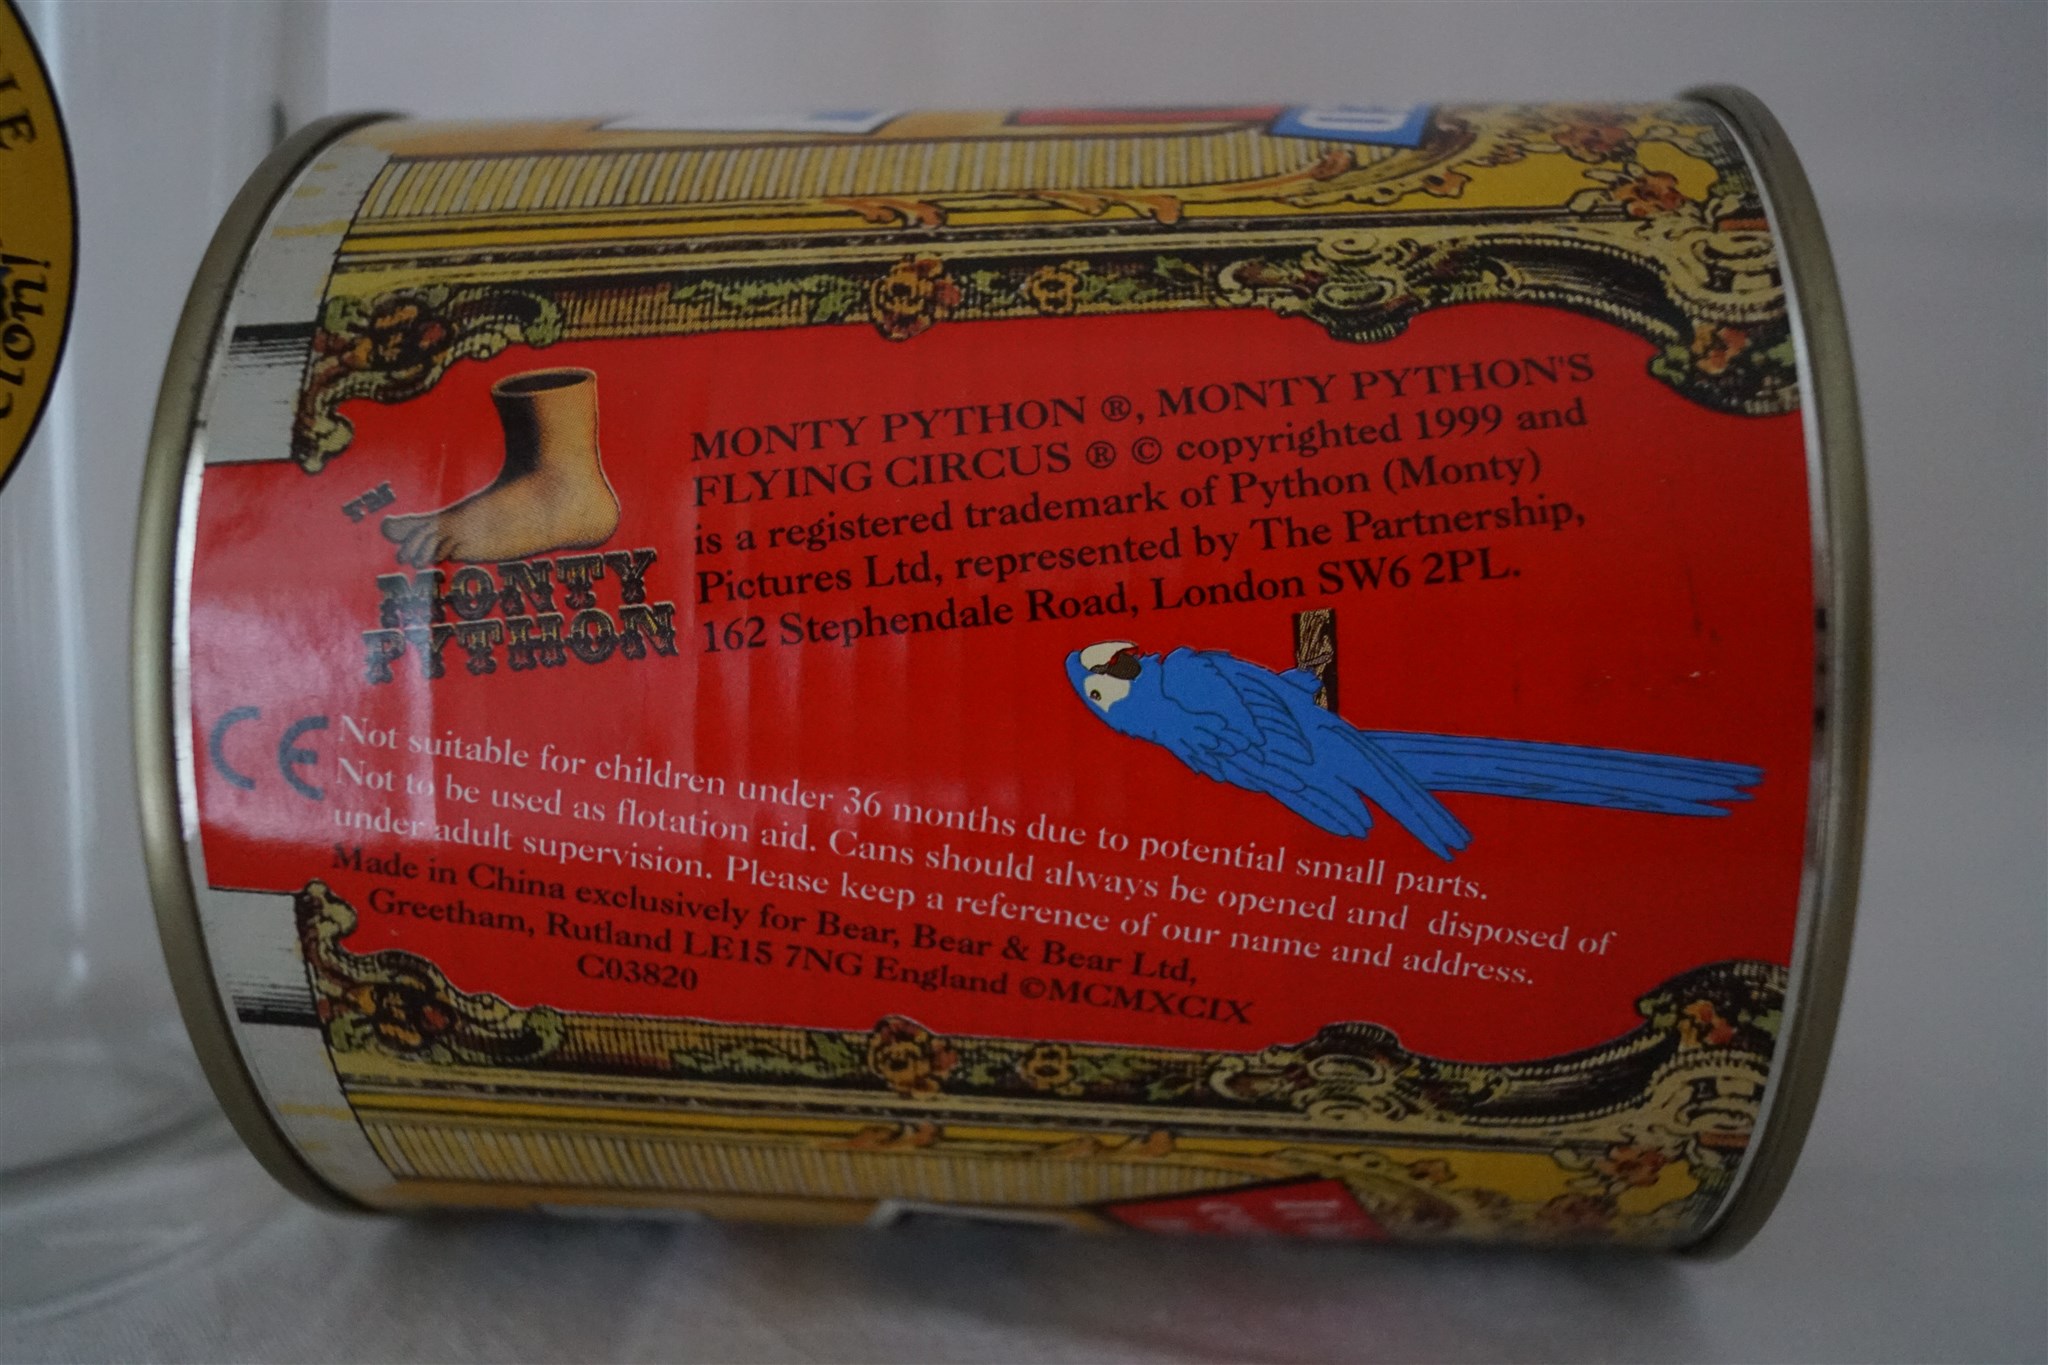 TM
MONTY
PYTHON
MONTY PYTHON ®, MONTY PYTHON'S
FLYING CIRCUS ® © copyrighted 1999 and
is a registered trademark of Python (Monty)
Pictures Ltd, represented by The Partnership,
162 Stephendale Road, London SW6 2PL.
CE
Not suitable for children under 36 months due to potential small parts.
Not to be used as flotation aid. Cans should always be opened and disposed of
under adult supervision. Please keep a reference of our name and address.
Made in China exclusively for Bear, Bear & Bear Ltd,
Greetham, Rutland LE15 7NG England ©MCMXCIX
C03820